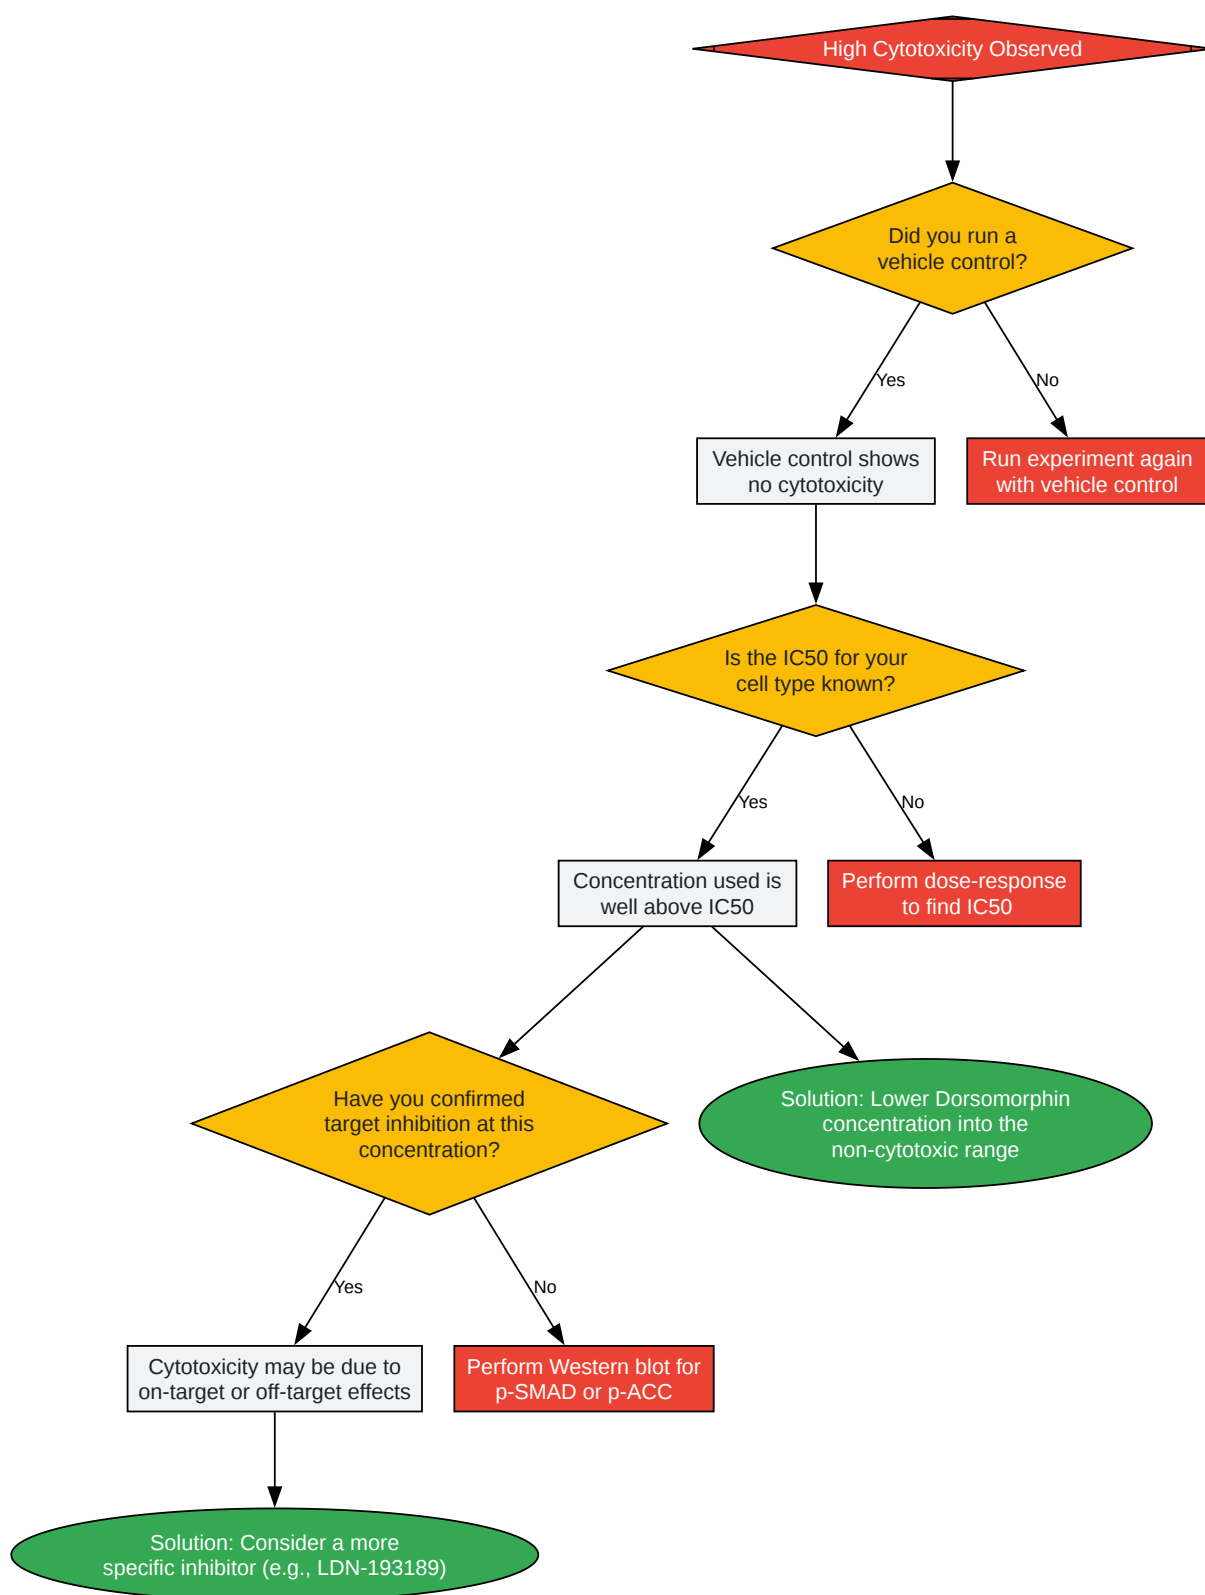 High Cytotoxicity Observed
Did you run a
vehicle control?
Yes
No
Vehicle control shows
no cytotoxicity
Run experiment again
with vehicle control
Is the IC50 for your
cell type known?
Yes
No
Concentration used is
well above IC50
Perform dose-response
to find IC50
Have you confirmed
target inhibition at this
concentration?
Solution: Lower Dorsomorphin
concentration into the
non-cytotoxic range
Yes
No
Cytotoxicity may be due to
on-target or off-target effects
Perform Western blot for
p-SMAD or p-ACC
Solution: Consider a more
specific inhibitor (e.g., LDN-193189)